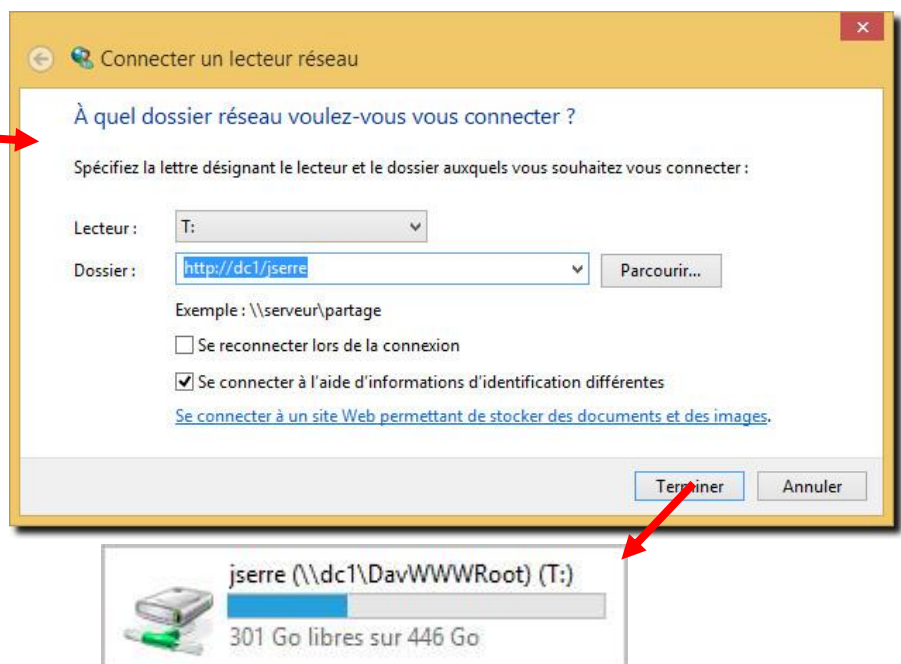 Connecter un lecteur réseau
À quel dossier réseau voulez-vous vous connecter ?
Spécifiez la lettre désignant le lecteur et le dossier auxquels vous souhaitez vous connecter :
Lecteur :
T:
Dossier :
http://dc1/jserre
Parcourir...
Exemple : \\serveur\partage
Se reconnecter lors de la connexion
Se connecter à l'aide d'informations d'identification différentes
Se connecter à un site Web permettant de stocker des documents et des images.
Terminer
Annuler
jserre (\\dc1\DavWWWRoot) (T:)
301 Go libres sur 446 Go